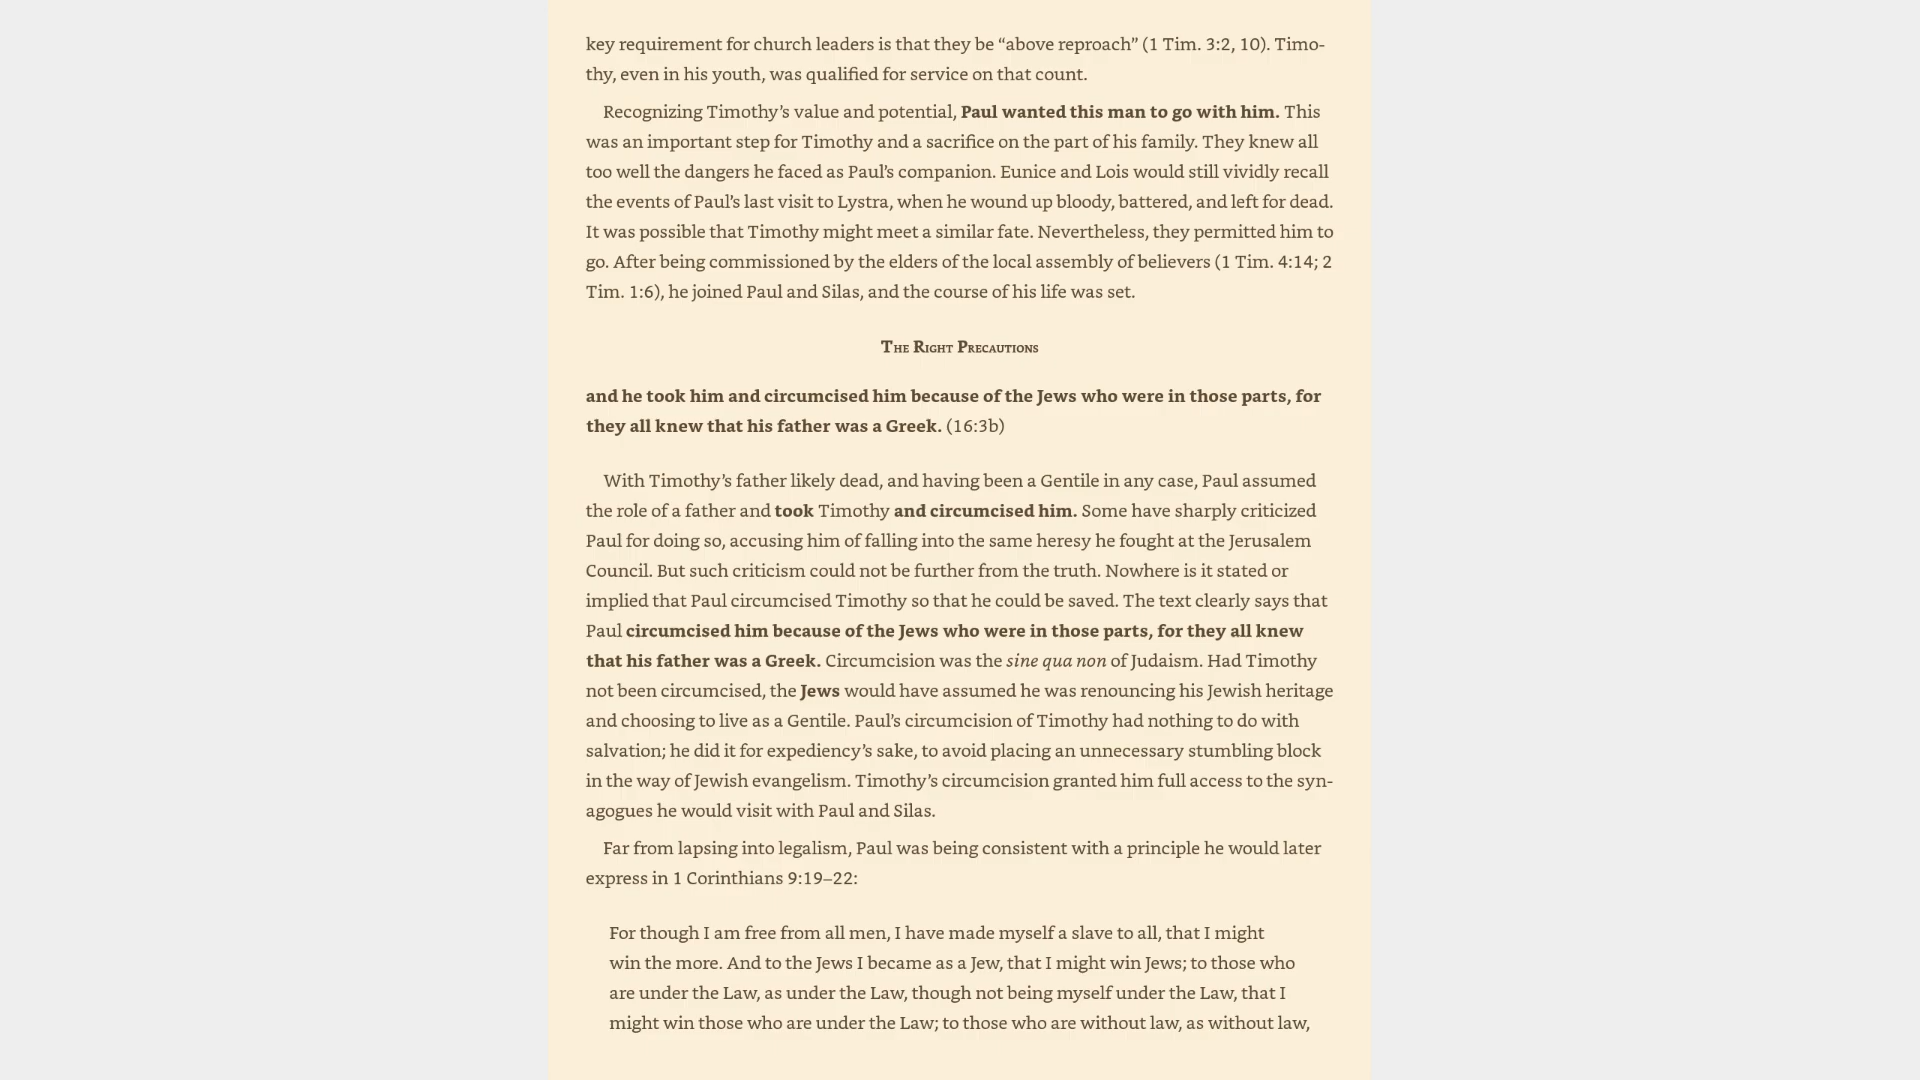 key requirement for church leaders is that they be “above reproach” (1 Tim. 3:2, 10). Timo-
thy, even in his youth, was qualified for service on that count.
Recognizing Timothy’s value and potential, Paul wanted this man to go with him. This
was an important step for Timothy and a sacrifice on the part of his family. They knew all
too well the dangers he faced as Paul’s companion. Eunice and Lois would still vividly recall
the events of Paul’s last visit to Lystra, when he wound up bloody, battered, and left for dead.
It was possible that Timothy might meet a similar fate. Nevertheless, they permitted him to
go. After being commissioned by the elders of the local assembly of believers (1 Tim. 4:14; 2
Tim. 1:6), he joined Paul and Silas, and the course of his life was set.
The Right Precautions
and he took him and circumcised him because of the Jews who were in those parts, for
they all knew that his father was a Greek. (16:3b)
With Timothy’s father likely dead, and having been a Gentile in any case, Paul assumed
the role of a father and took Timothy and circumcised him. Some have sharply criticized
Paul for doing so, accusing him of falling into the same heresy he fought at the Jerusalem
Council. But such criticism could not be further from the truth. Nowhere is it stated or
implied that Paul circumcised Timothy so that he could be saved. The text clearly says that
Paul circumcised him because of the Jews who were in those parts, for they all knew
that his father was a Greek. Circumcision was the sine qua non of Judaism. Had Timothy
not been circumcised, the Jews would have assumed he was renouncing his Jewish heritage
and choosing to live as a Gentile. Paul’s circumcision of Timothy had nothing to do with
salvation; he did it for expediency’s sake, to avoid placing an unnecessary stumbling block
in the way of Jewish evangelism. Timothy’s circumcision granted him full access to the syn-
agogues he would visit with Paul and Silas.
Far from lapsing into legalism, Paul was being consistent with a principle he would later
express in 1 Corinthians 9:19–22:
For though I am free from all men, I have made myself a slave to all, that I might
win the more. And to the Jews I became as a Jew, that I might win Jews; to those who
are under the Law, as under the Law, though not being myself under the Law, that I
might win those who are under the Law; to those who are without law, as without law,